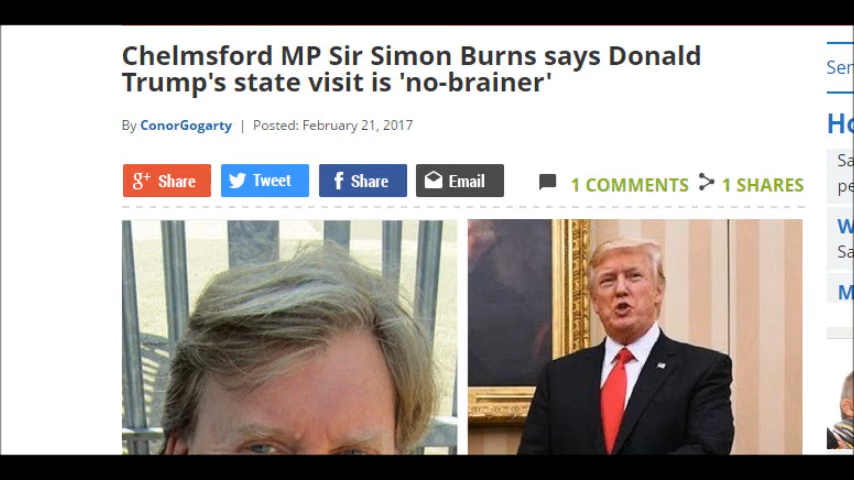 Chelmsford MP Sir Simon Burns says Donald
Trump's state visit is 'no-brainer'
By ConorGogarty | Posted: February 21, 2017
g+ Share
Tweet
f Share
Email
1 COMMENTS
1 SHARES